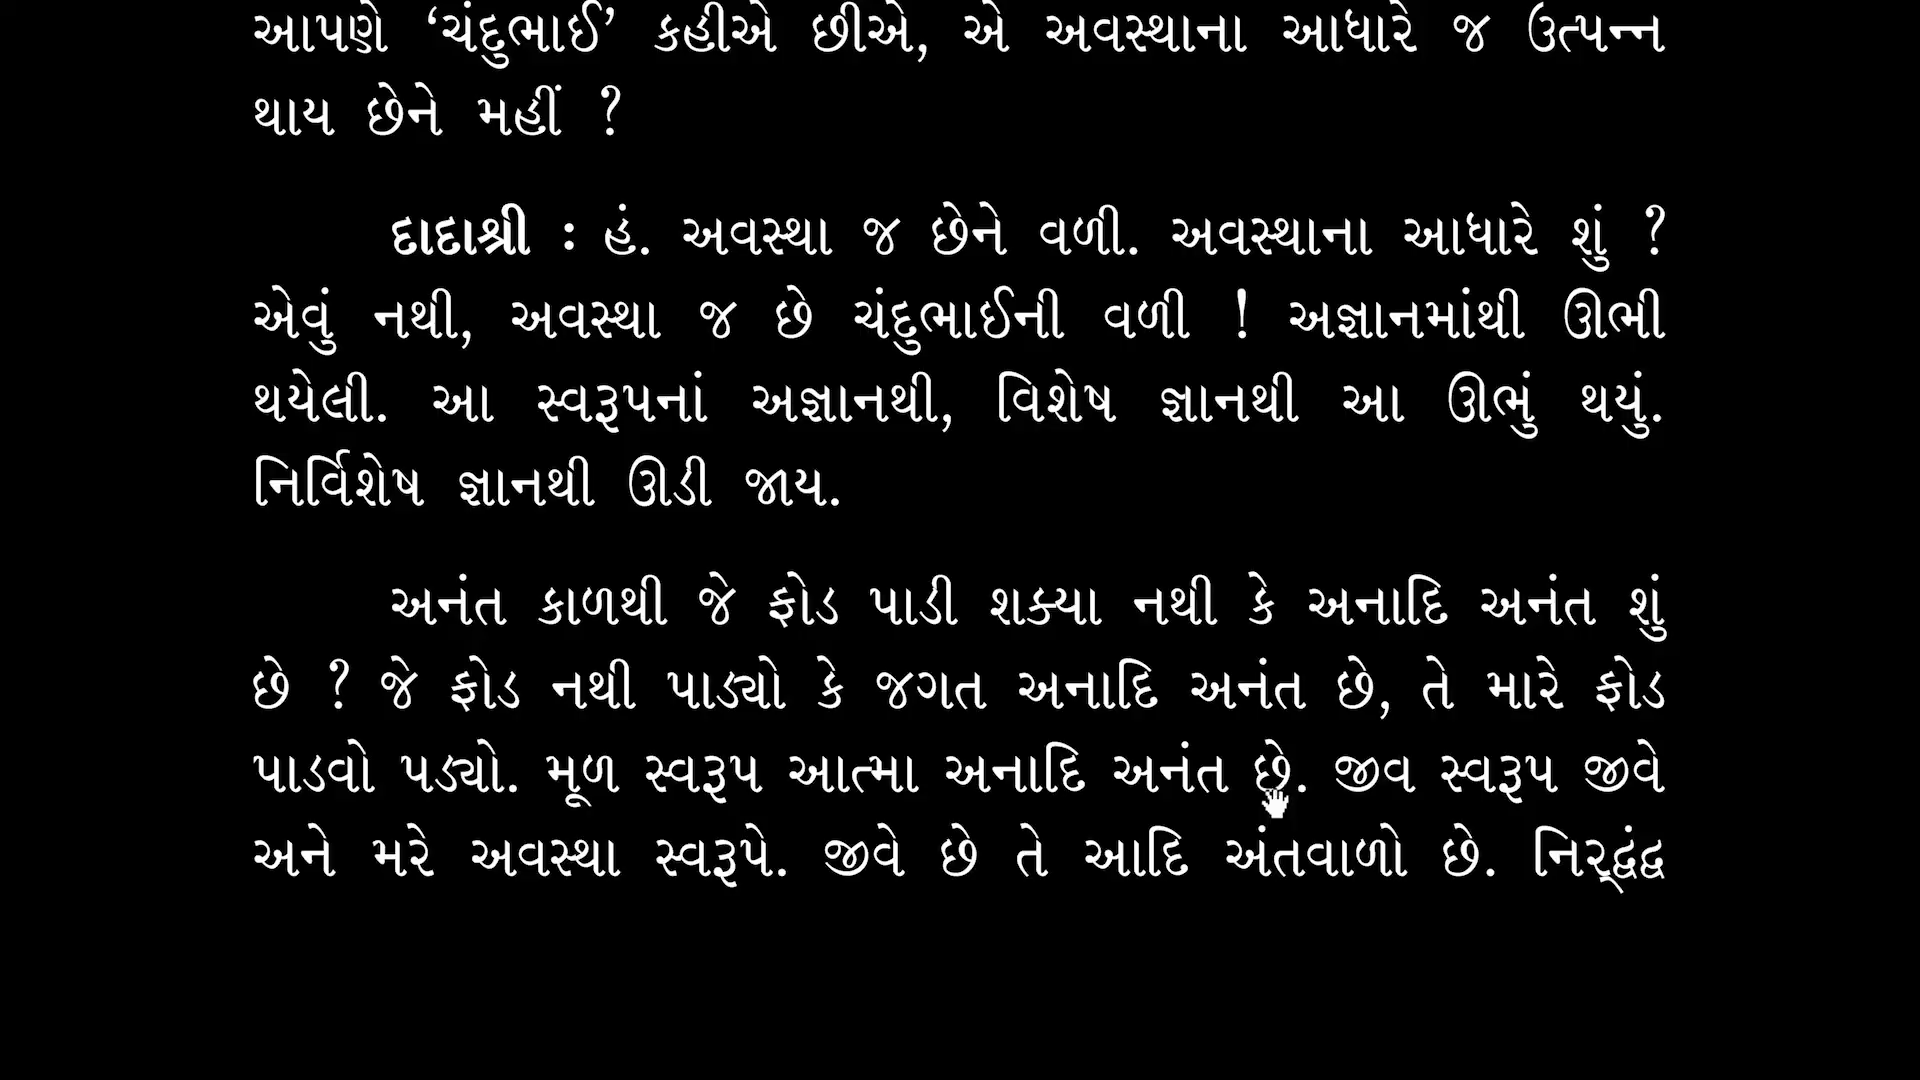 આપણે ‘ચંદુભાઈ’ કહીએ છીએ, એ અવસ્થાના આધારે જ ઉત્પન્ન
થાય છેને મહીં ?
દાદાશ્રી : હં. અવસ્થા જ છેને વળી. અવસ્થાના આધારે શું ?
એવું નથી, અવસ્થા જ છે ચંદુભાઈની વળી ! અજ્ઞાનમાંથી ઊભી
થયેલી. આ સ્વરૂપનાં અજ્ઞાનથી, વિશેષ જ્ઞાનથી આ ઊભું થયું.
નિર્વિશેષ જ્ઞાનથી ઊડી જાય.
અનંત કાળથી જે ફોડ પાડી શક્યા નથી કે અનાદિ અનંત શું
છે ? જે ફોડ નથી પાડ્યો કે જગત અનાદિ અનંત છે, તે મારે ફોડ
પાડવો પડ્યો. મૂળ સ્વરૂપ આત્મા અનાદિ અનંત છે. જીવ સ્વરૂપ જીવે
અને મરે અવસ્થા સ્વરૂપે. જીવે છે તે આદિ અંતવાળો છે. નિર્દ્વંદ્વ